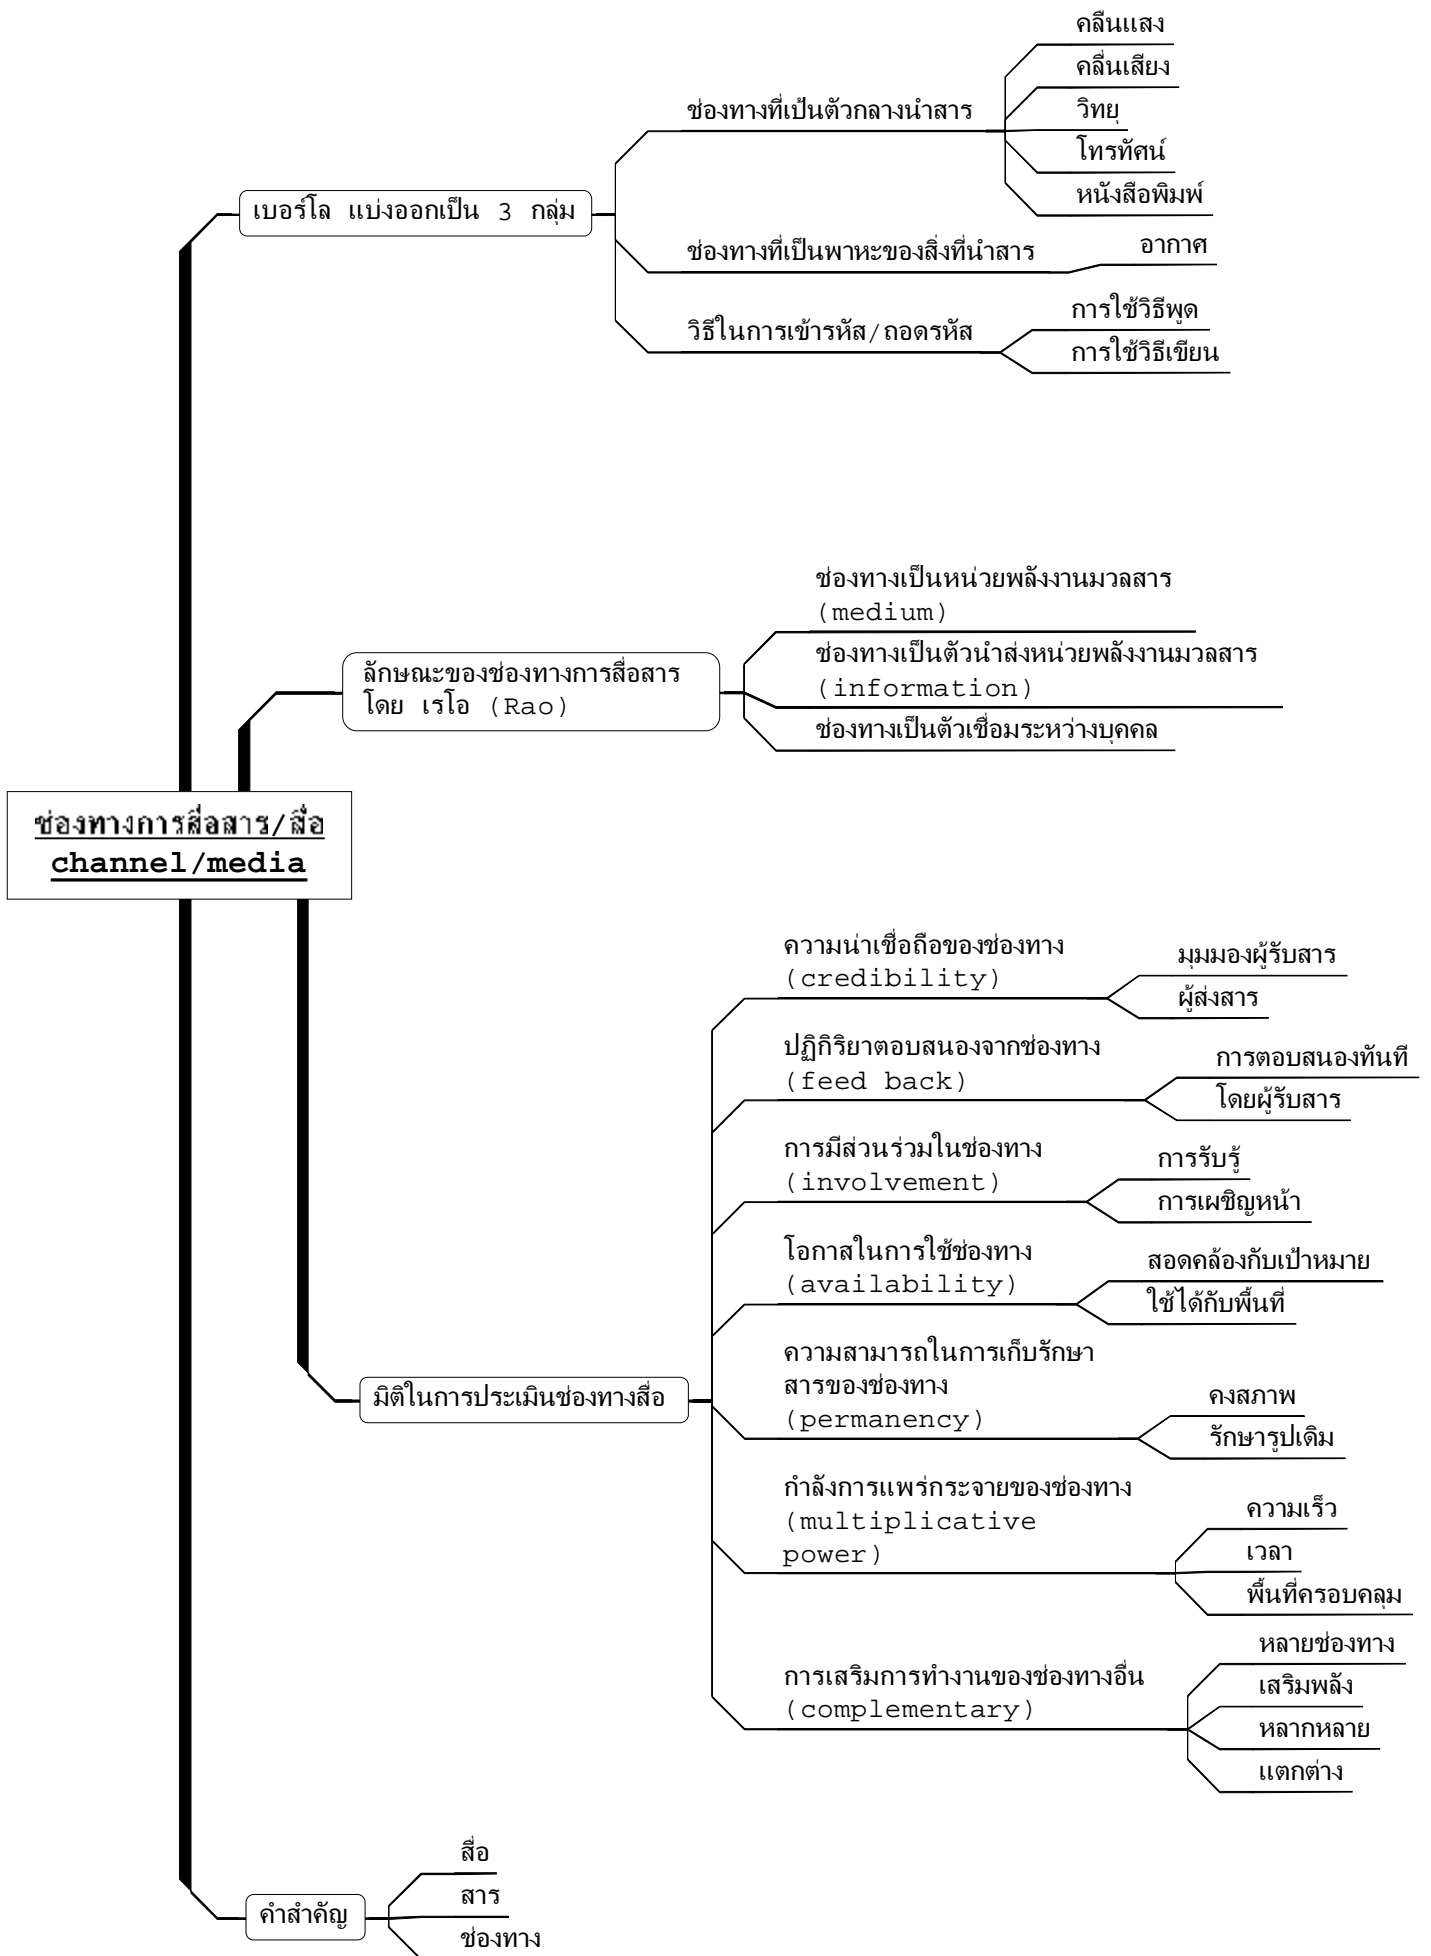 คลื่นแสง
คลื่นเสียง
ช่องทางที่เป็นตัวกลางนำสาร
วิทยุ
โทรทัศน์
หนังสือพิมพ์
เบอร์โล แบ่งออกเป็น 3 กลุ่ม
ช่องทางที่เป็นพาหะของสิ่งที่นำสาร
อากาศ
วิธีในการเข้ารหัส/ถอดรหัส
การใช้วิธีพูด
การใช้วิธีเขียน
ช่องทางเป็นหน่วยพลังงานมวลสาร
(medium)
ลักษณะของช่องทางการสื่อสาร
โดย เรโอ (Rao)
ช่องทางเป็นตัวนำส่งหน่วยพลังงานมวลสาร
(information)
ช่องทางเป็นตัวเชื่อมระหว่างบุคคล
ช่องทางการสื่อสาร/สื่อ
channel/media
ความน่าเชื่อถือของช่องทาง
(credibility)
มุมมองผู้รับสาร
ผู้ส่งสาร
ปฏิกิริยาตอบสนองจากช่องทาง
(feed back)
การตอบสนองทันที
โดยผู้รับสาร
การมีส่วนร่วมในช่องทาง
(involvement)
การรับรู้
การเผชิญหน้า
โอกาสในการใช้ช่องทาง
(availability)
สอดคล้องกับเป้าหมาย
ใช้ได้กับพื้นที่
มิติในการประเมินช่องทางสื่อ
ความสามารถในการเก็บรักษา
สารของช่องทาง
(permanency)
คงสภาพ
รักษารูปเดิม
กำลังการแพร่กระจายของช่องทาง
(multiplicative
power)
ความเร็ว
เวลา
พื้นที่ครอบคลุม
การเสริมการทำงานของช่องทางอื่น
(complementary)
หลายช่องทาง
เสริมพลัง
หลากหลาย
แตกต่าง
คำสำคัญ
สื่อ
สาร
ช่องทาง